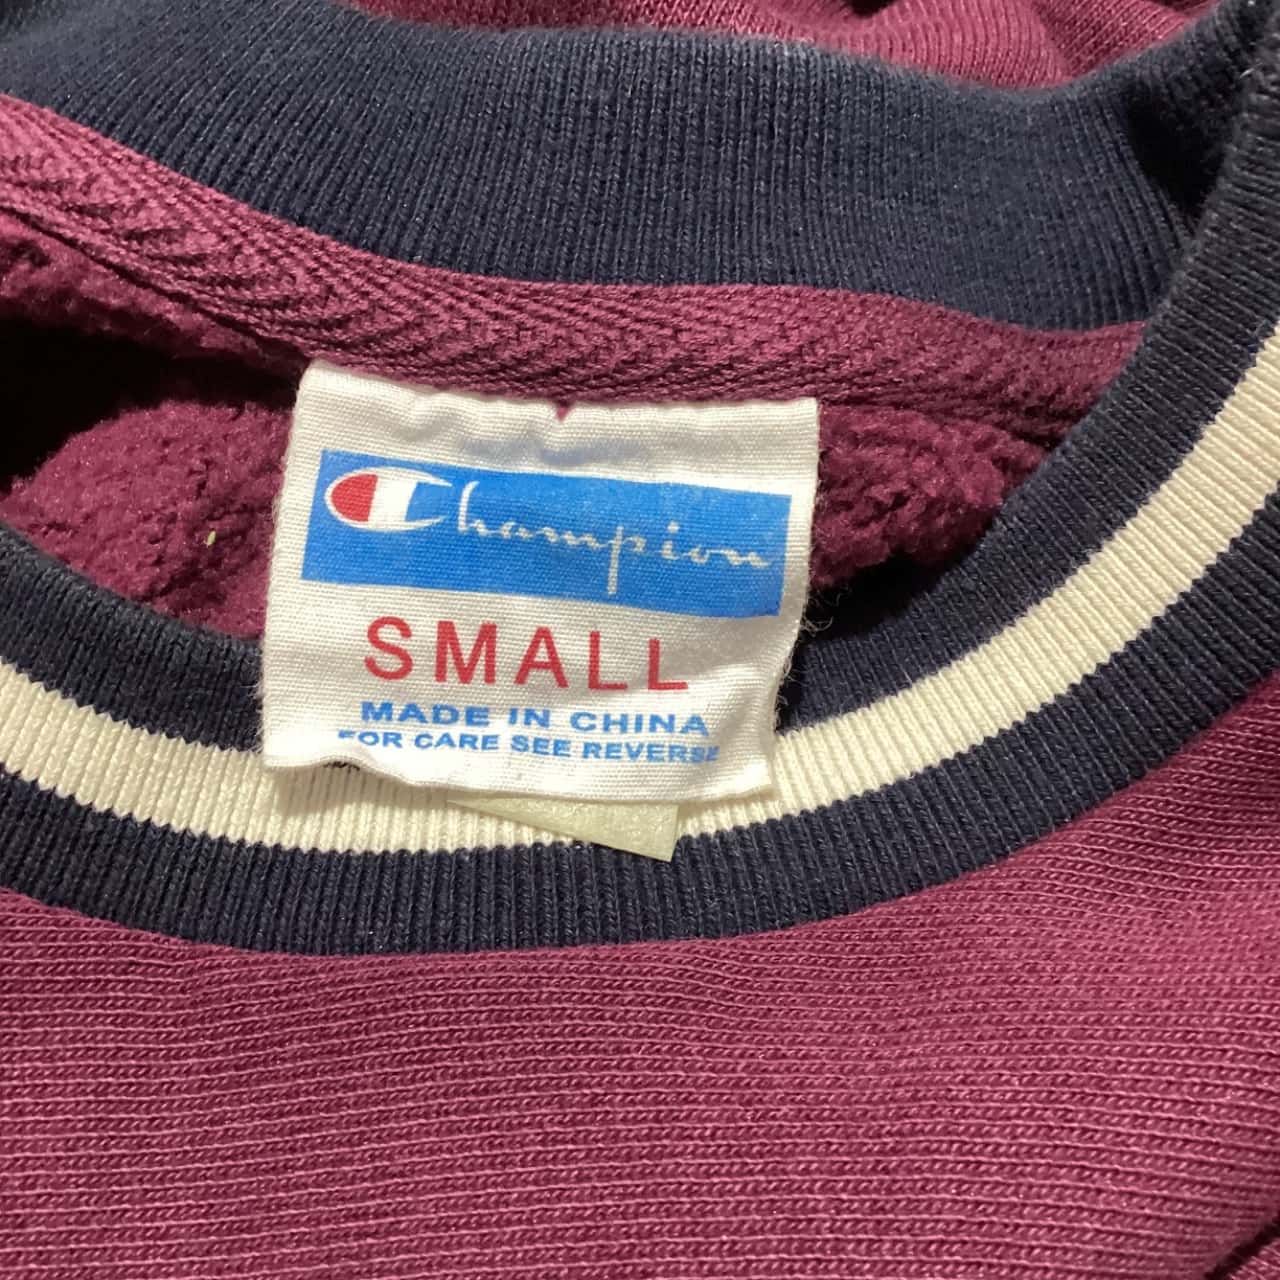 Champion
SMALL
MADE IN CHINA
FOR CARE SEE REVERSE